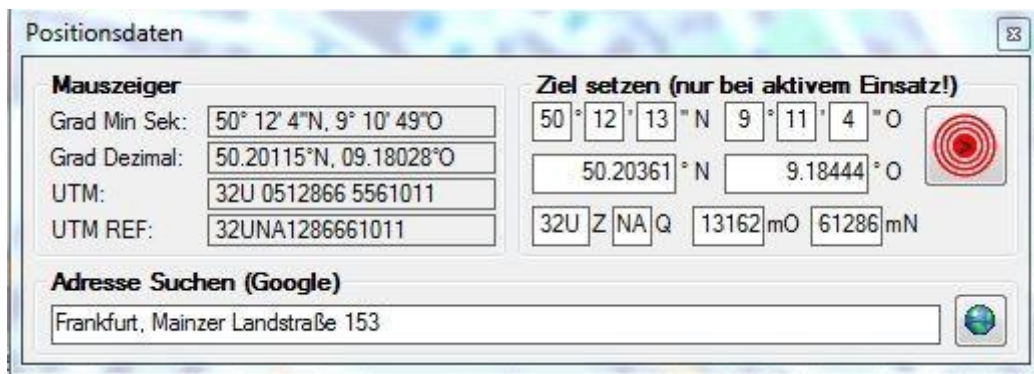 Positionsdaten
Mauszeiger
Grad Min Sek: 50° 12' 4"N, 9° 10' 49"O
Grad Dezimal: 50.20115°N, 09.18028°O
UTM: 32U 0512866 5561011
UTM REF: 32UNA1286661011
Ziel setzen (nur bei aktivem Einsatz!)
50 ° 12 ' 13 " N 9 ° 11 ' 4 " O
50.20361 ° N 9.18444 ° O
32U Z NA Q 13162 mO 61286 mN
Adresse Suchen (Google)
Frankfurt, Mainzer Landstraße 153